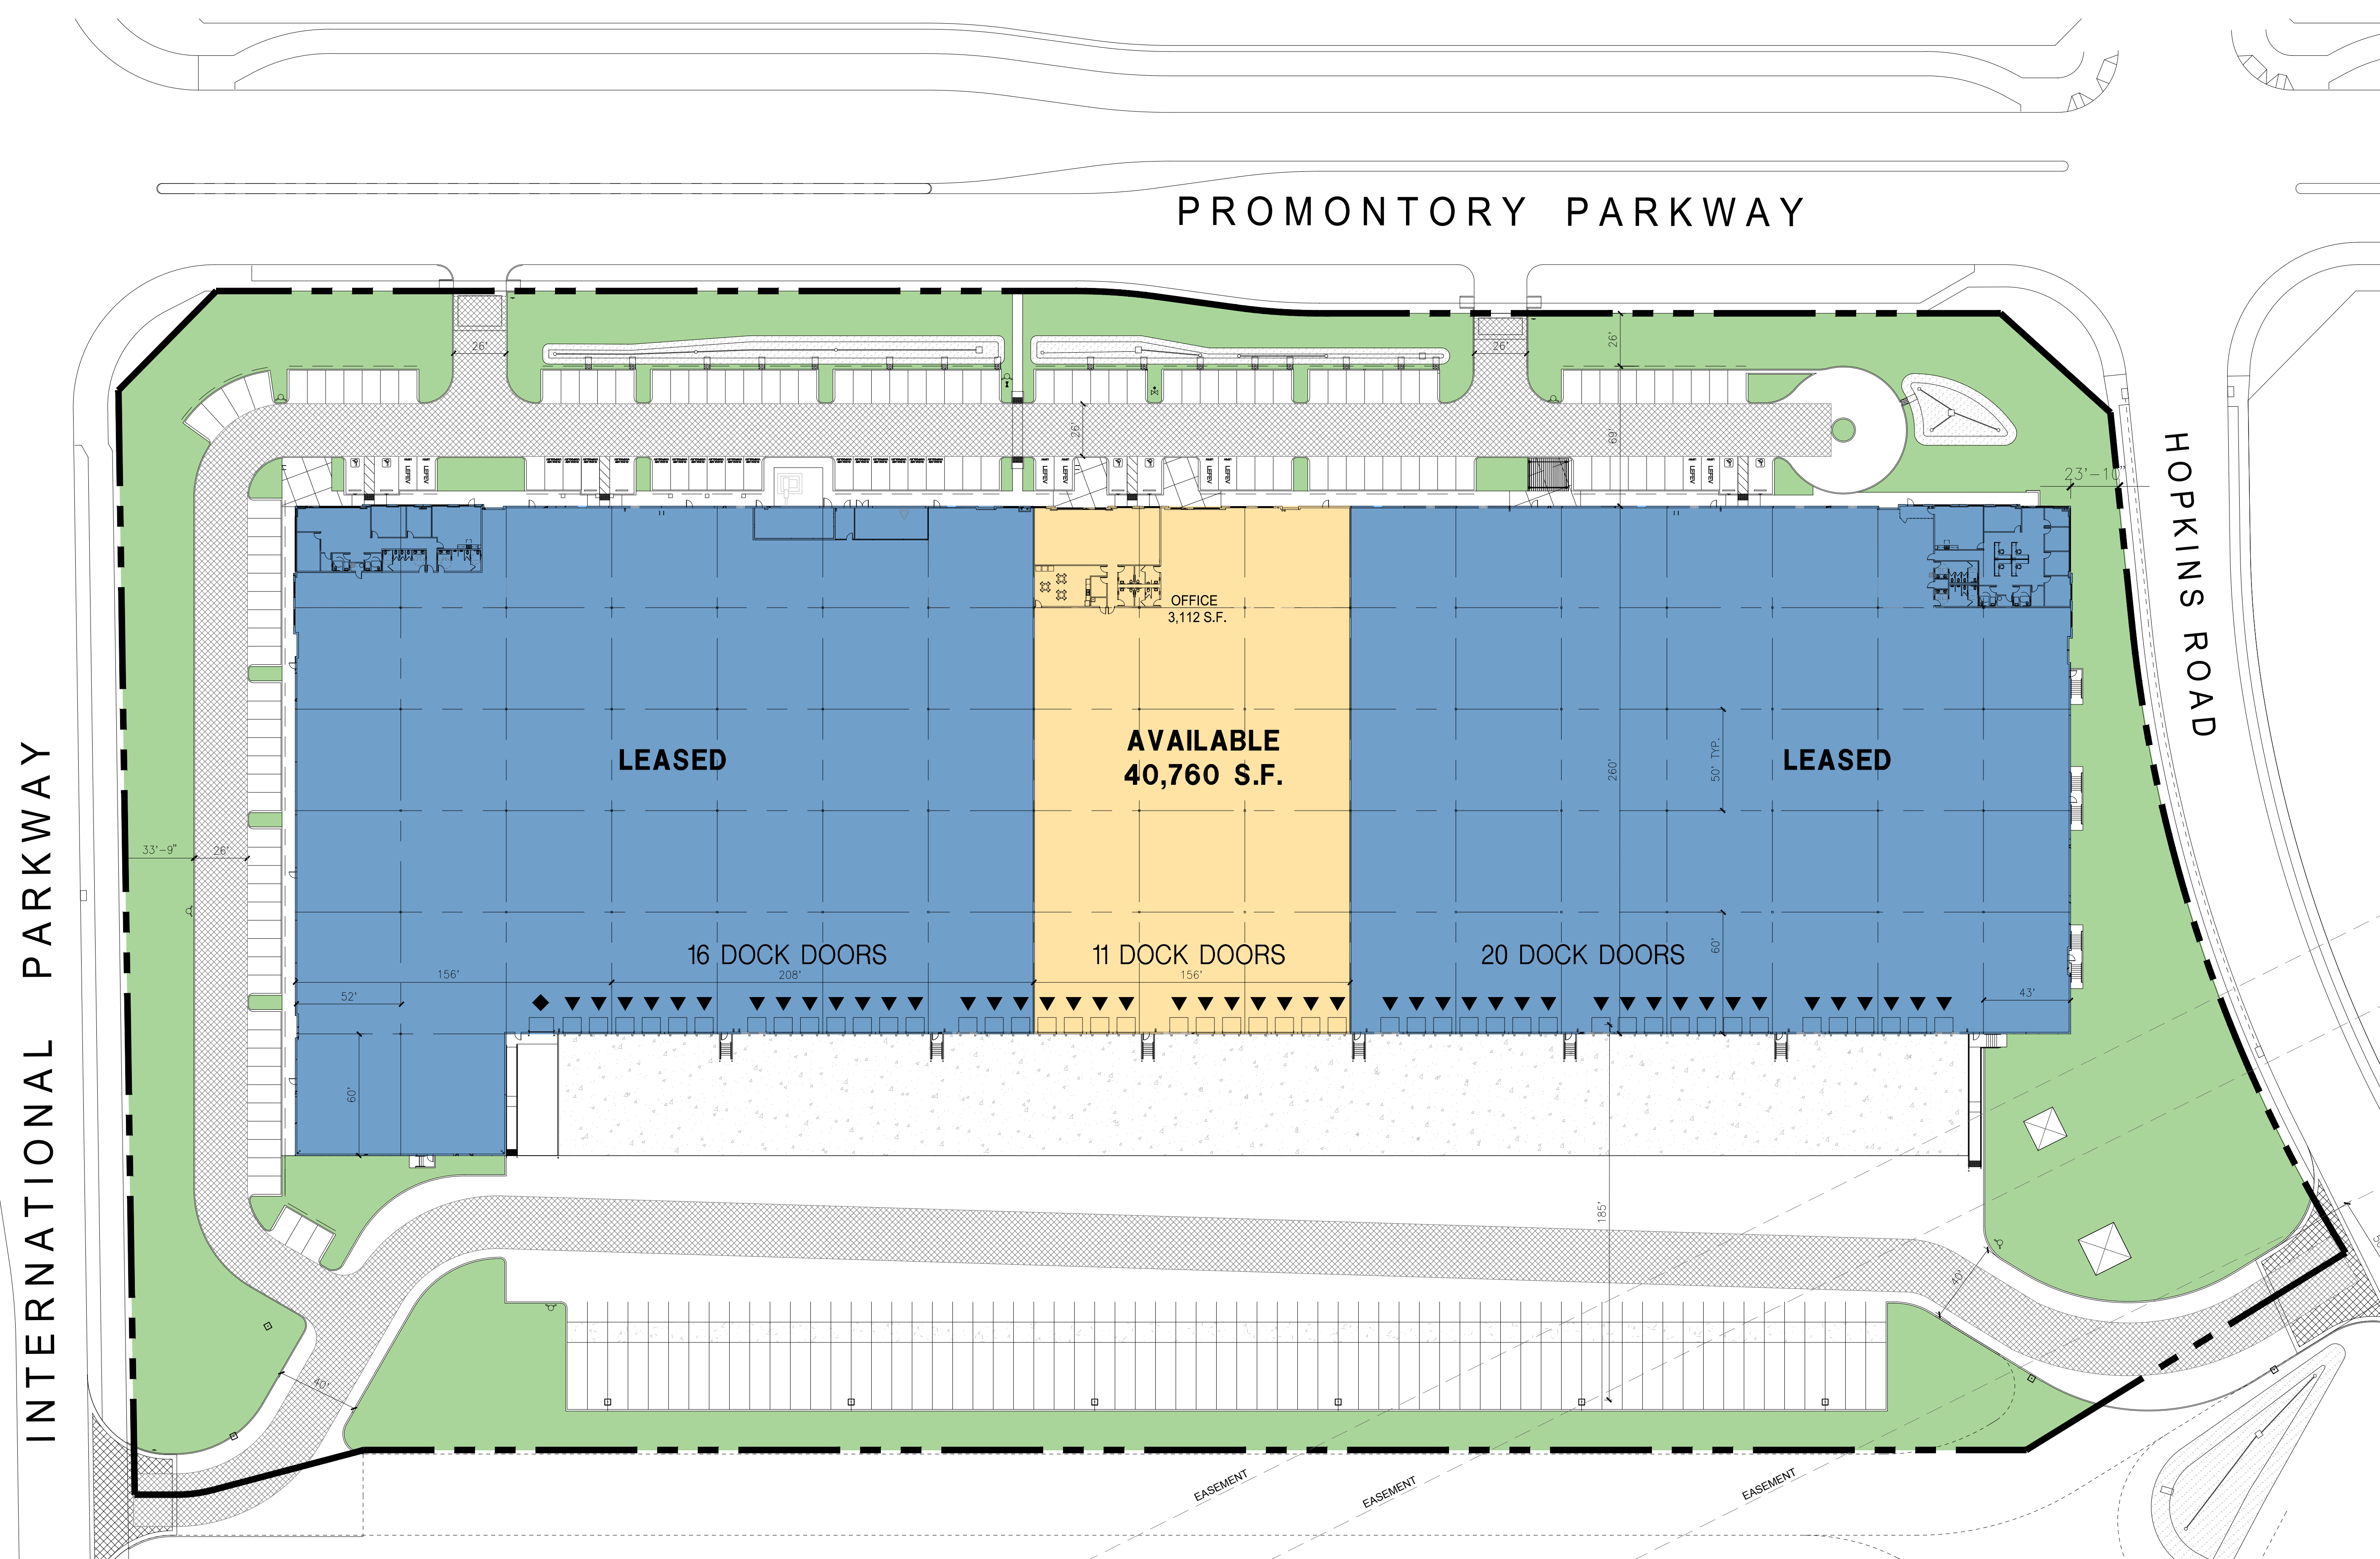 PROMONTORY PARKWAY
26'
26'
26'
26'
69'
HOPKINS ROAD
23'-10"
OFFICE
3,112 S.F.
INTERNATIONAL PARKWAY
LEASED
AVAILABLE
40,760 S.F.
LEASED
260'
50' TYP.
33'-9"
26'
16 DOCK DOORS
11 DOCK DOORS
20 DOCK DOORS
60'
156'
208'
156'
52'
43'
60'
185'
40'
40'
EASEMENT
EASEMENT
EASEMENT